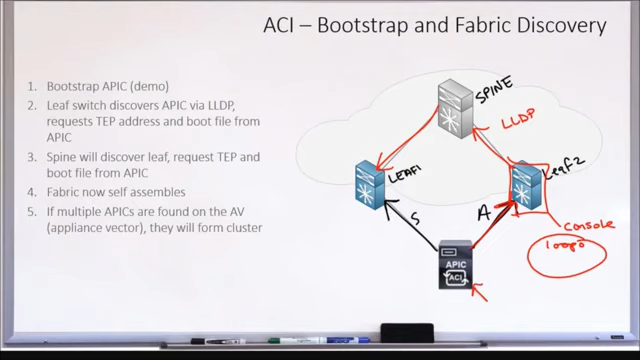 ACI – Bootstrap and Fabric Discovery
1. Bootstrap APIC (demo)
2. Leaf switch discovers APIC via LLDP,
requests TEP address and boot file from
APIC
3. Spine will discover leaf, request TEP and
boot file from APIC
4. Fabric now self assembles
5. If multiple APICs are found on the AV
(appliance vector), they will form cluster
SPINE
LLDP
LEAF1
Leaf2
S
A
Console
loop0
APIC
ACI